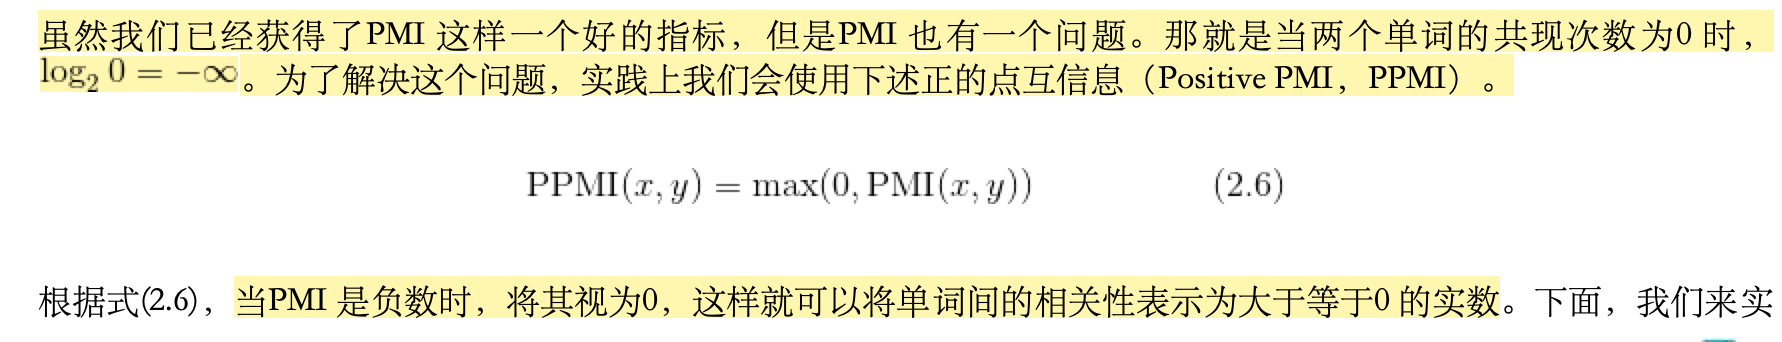 虽然我们已经获得了PMI 这样一个好的指标，但是PMI 也有一个问题。那就是当两个单词的共现次数为0 时，
log₂ 0 = −∞。为了解决这个问题，实践上我们会使用下述正的点互信息（Positive PMI，PPMI）。
PPMI(x, y) = max(0, PMI(x, y)) (2.6)
根据式(2.6)，当PMI 是负数时，将其视为0，这样就可以将单词间的相关性表示为大于等于0 的实数。下面，我们来实